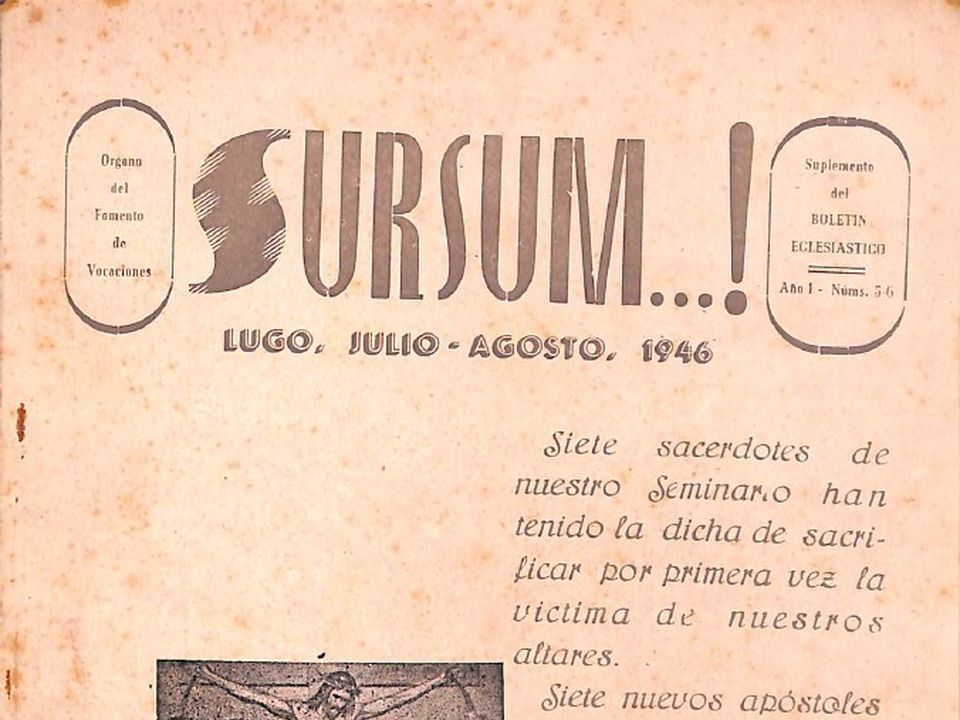 Organo
del
Fomento
de
Vocaciones
SURSUM...!
Suplemento
del
BOLETIN
ECLESIASTICO
Año I - Núms. 5-6
LUGO, JULIO - AGOSTO, 1946
Siete sacerdotes de
nuestro Seminario han
tenido la dicha de sacri-
ficar por primera vez la
victima de nuestros
altares.
Siete nuevos apóstoles